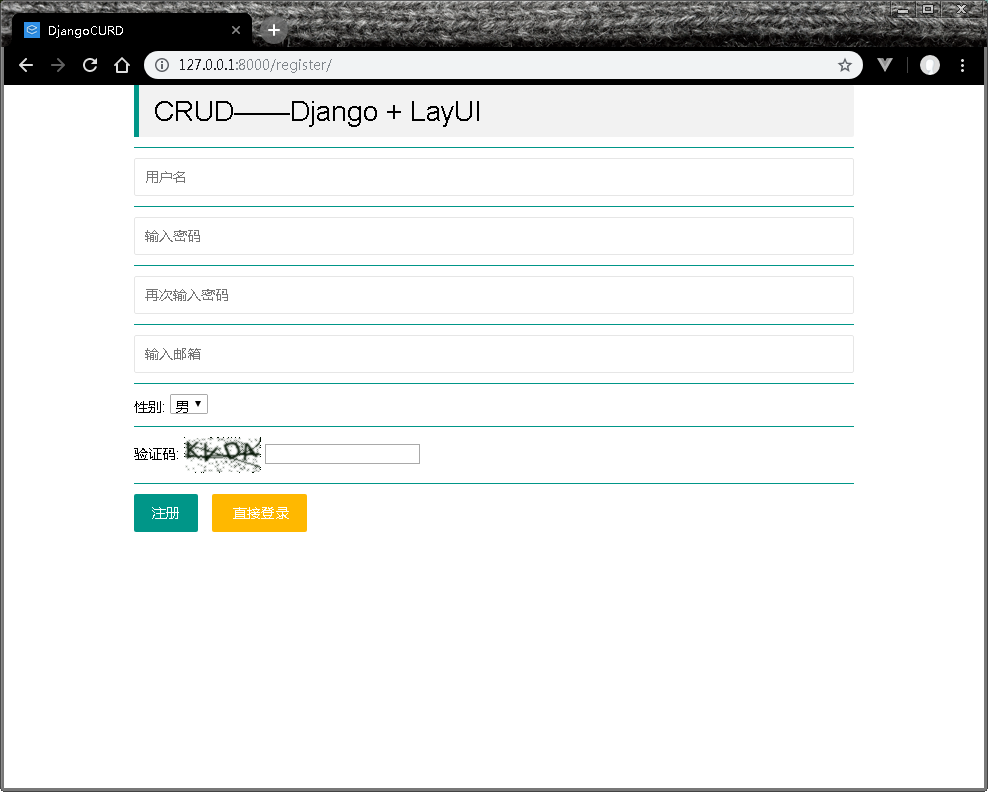 DjangoCURD
127.0.0.1:8000/register/
CRUD——Django + LayUI
用户名
输入密码
再次输入密码
输入邮箱
性别: 男
验证码:
注册 直接登录